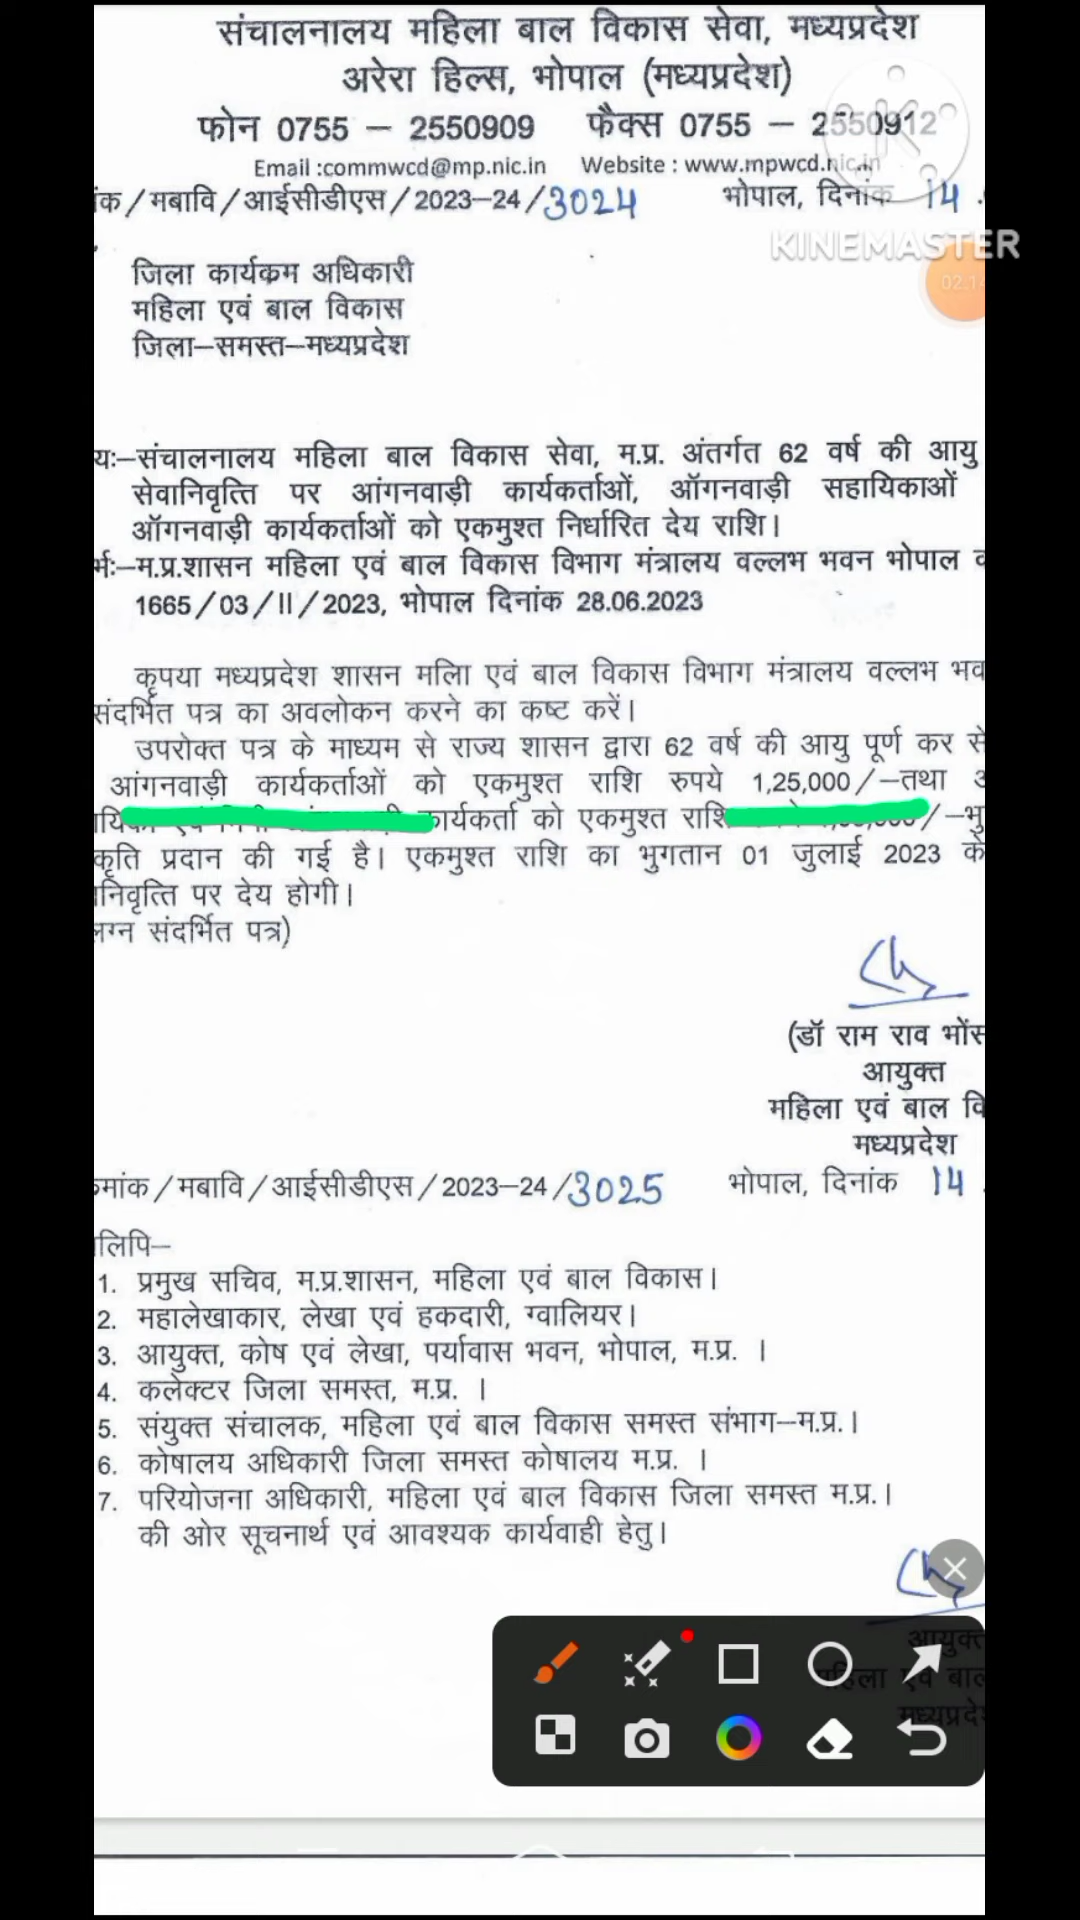 संचालनालय महिला बाल विकास सेवा, मध्यप्रदेश
अरेरा हिल्स, भोपाल (मध्यप्रदेश)
फोन 0755 – 2550909 फैक्स 0755 – 2550912
Email :commwcd@mp.nic.in Website : www.mpwcd.nic.in
ंक/मबावि/आईसीडीएस/2023–24/3024 भोपाल, दिनांक 14 .
KINEMASTER
जिला कार्यक्रम अधिकारी
महिला एवं बाल विकास
जिला–समस्त–मध्यप्रदेश
यः–संचालनालय महिला बाल विकास सेवा, म.प्र. अंतर्गत 62 वर्ष की आयु
सेवानिवृत्ति पर आंगनवाड़ी कार्यकर्ताओं, ऑगनवाड़ी सहायिकाओं
ऑगनवाड़ी कार्यकर्ताओं को एकमुश्त निर्धारित देय राशि।
र्भः–म.प्र.शासन महिला एवं बाल विकास विभाग मंत्रालय वल्लभ भवन भोपाल
1665/03/II/2023, भोपाल दिनांक 28.06.2023
कृपया मध्यप्रदेश शासन मलिा एवं बाल विकास विभाग मंत्रालय वल्लभ भव
संदर्भित पत्र का अवलोकन करने का कष्ट करें।
उपरोक्त पत्र के माध्यम से राज्य शासन द्वारा 62 वर्ष की आयु पूर्ण कर से
आंगनवाड़ी कार्यकर्ताओं को एकमुश्त राशि रुपये 1,25,000/–तथा
कार्यकर्ता को एकमुश्त राशि /–भु
कृति प्रदान की गई है। एकमुश्त राशि का भुगतान 01 जुलाई 2023 के
निवृत्ति पर देय होगी।
लग्न संदर्भित पत्र)
(डॉ राम राव भोंस
आयुक्त
महिला एवं बाल वि
मध्यप्रदेश
मांक/मबावि/आईसीडीएस/2023–24/3025 भोपाल, दिनांक 14
लिपि–
1. प्रमुख सचिव, म.प्र.शासन, महिला एवं बाल विकास।
2. महालेखाकार, लेखा एवं हकदारी, ग्वालियर।
3. आयुक्त, कोष एवं लेखा, पर्यावास भवन, भोपाल, म.प्र. ।
4. कलेक्टर जिला समस्त, म.प्र. ।
5. संयुक्त संचालक, महिला एवं बाल विकास समस्त संभाग–म.प्र.।
6. कोषालय अधिकारी जिला समस्त कोषालय म.प्र. ।
7. परियोजना अधिकारी, महिला एवं बाल विकास जिला समस्त म.प्र.।
की ओर सूचनार्थ एवं आवश्यक कार्यवाही हेतु।
आयुक्त
महिला एवं बाल
मध्यप्रदे